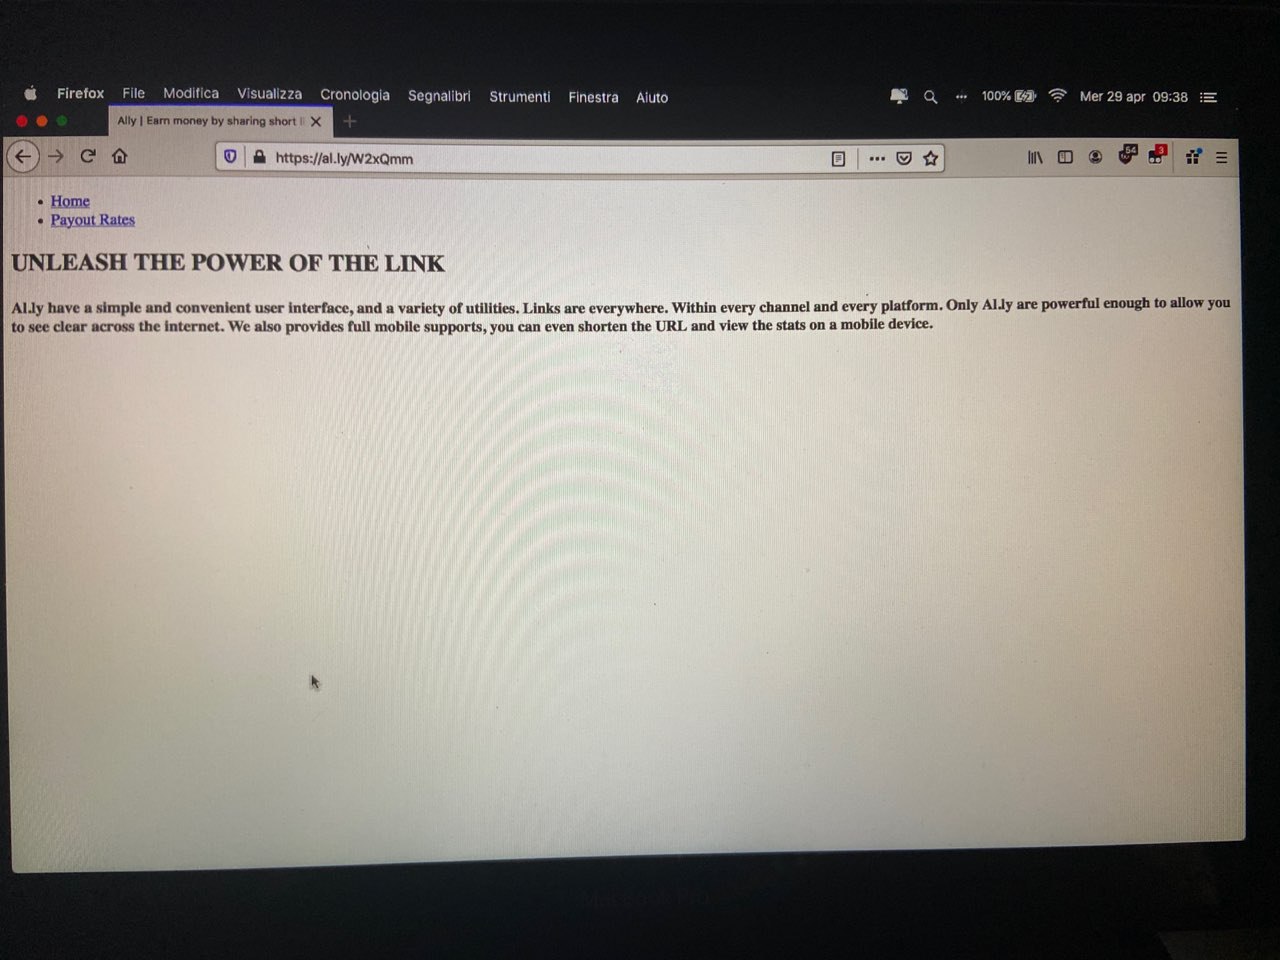 Firefox File Modifica Visualizza Cronologia Segnalibri Strumenti Finestra Aiuto 100% Mer 29 apr 09:38
Ally | Earn money by sharing short
https://al.ly/W2xQmm
54
3
Home
Payout Rates
UNLEASH THE POWER OF THE LINK
Al.ly have a simple and convenient user interface, and a variety of utilities. Links are everywhere. Within every channel and every platform. Only Al.ly are powerful enough to allow you
to see clear across the internet. We also provides full mobile supports, you can even shorten the URL and view the stats on a mobile device.